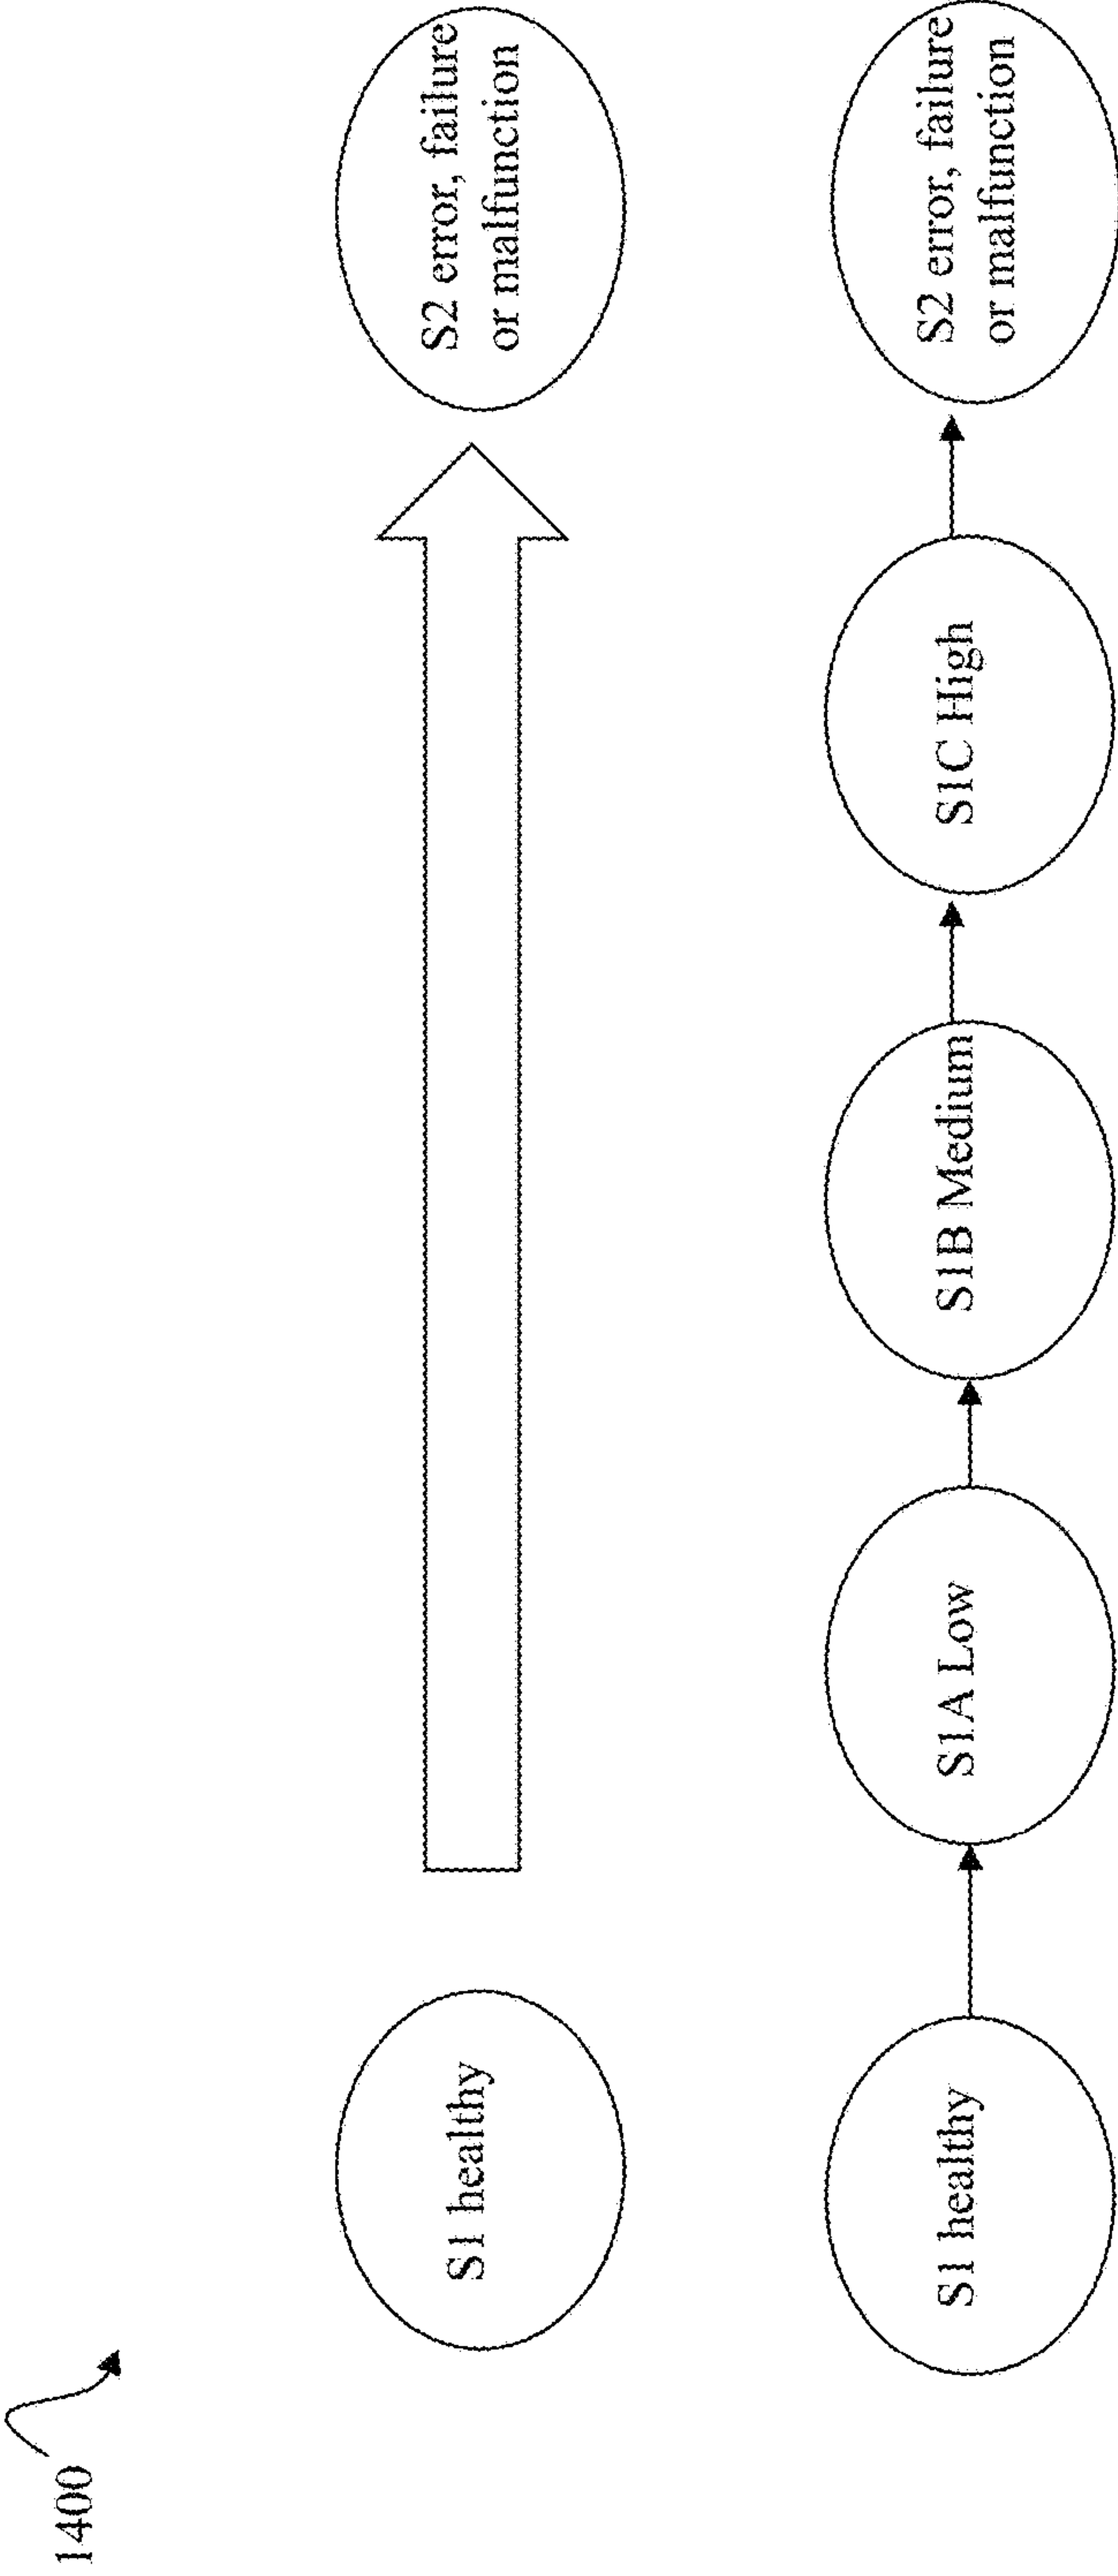 1400
S1 healthy
S2 error, failure
or malfunction
S1 healthy
S1A Low
S1B Medium
S1C High
S2 error, failure
or malfunction